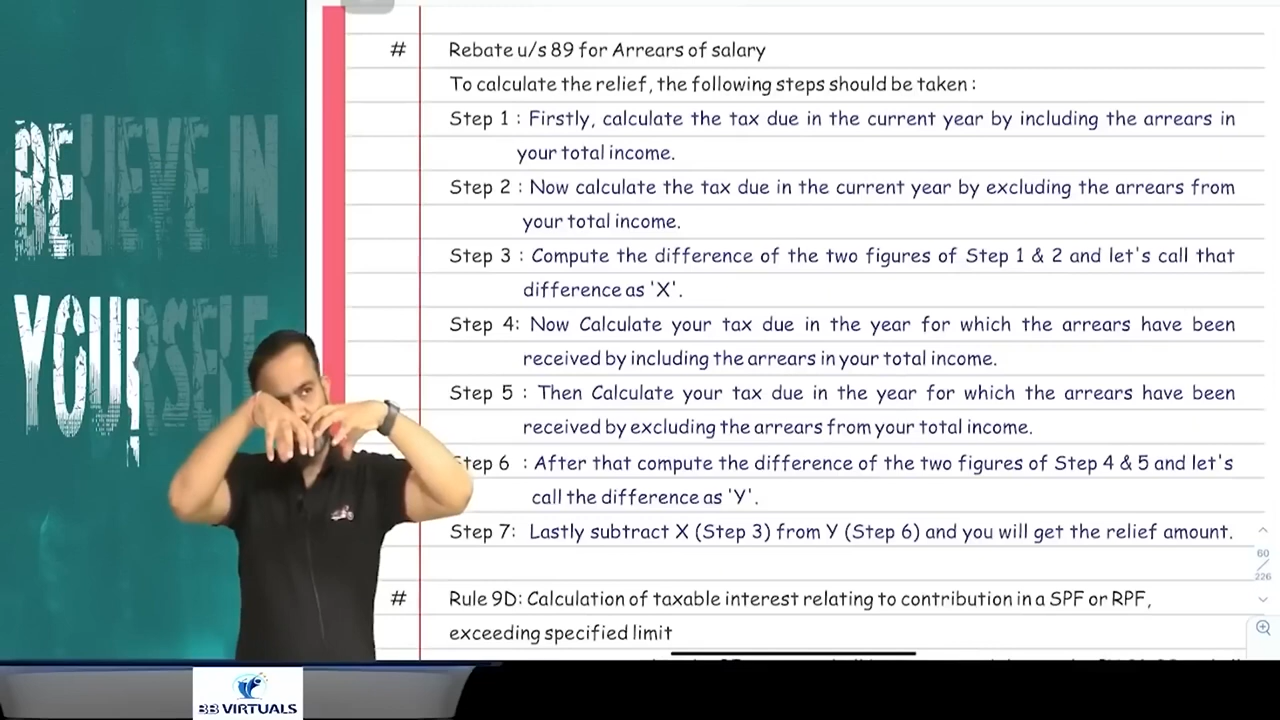 BELIEVE IN
YOURSELF
# Rebate u/s 89 for Arrears of salary
To calculate the relief, the following steps should be taken :
Step 1 : Firstly, calculate the tax due in the current year by including the arrears in
your total income.
Step 2 : Now calculate the tax due in the current year by excluding the arrears from
your total income.
Step 3 : Compute the difference of the two figures of Step 1 & 2 and let's call that
difference as 'X'.
Step 4: Now Calculate your tax due in the year for which the arrears have been
received by including the arrears in your total income.
Step 5 : Then Calculate your tax due in the year for which the arrears have been
received by excluding the arrears from your total income.
Step 6 : After that compute the difference of the two figures of Step 4 & 5 and let's
call the difference as 'Y'.
Step 7: Lastly subtract X (Step 3) from Y (Step 6) and you will get the relief amount.
60
226
# Rule 9D: Calculation of taxable interest relating to contribution in a SPF or RPF,
exceeding specified limit
BB VIRTUALS